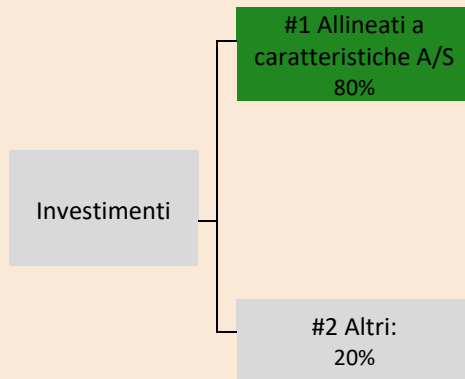 #1 Allineati a
caratteristiche A/S
80%
Investimenti
#2 Altri:
20%